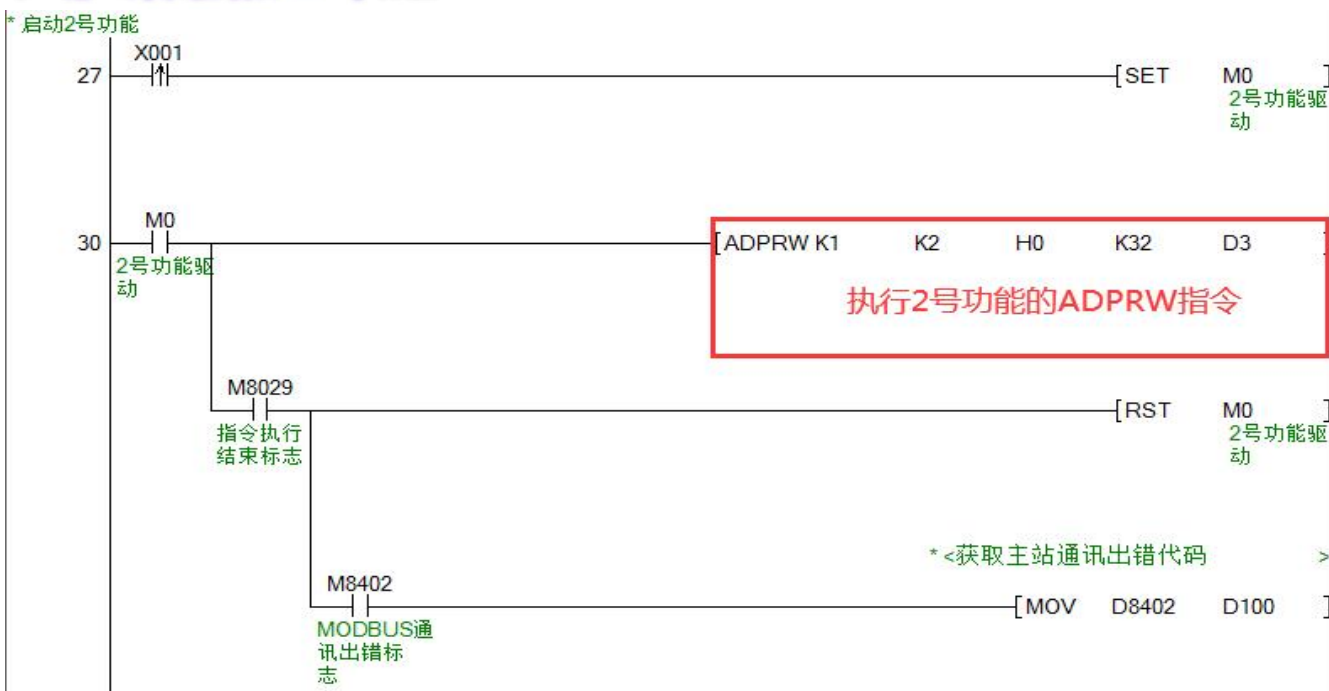 * 启动2号功能
X001
27
[SET M0 ]
2号功能驱
动
M0
30
[ADPRW K1 K2 H0 K32 D3 ]
2号功能驱
动
执行2号功能的ADPRW指令
M8029
[RST M0 ]
2号功能驱
动
指令执行
结束标志
* <获取主站通讯出错代码 >
M8402
[MOV D8402 D100 ]
MODBUS通
讯出错标
志